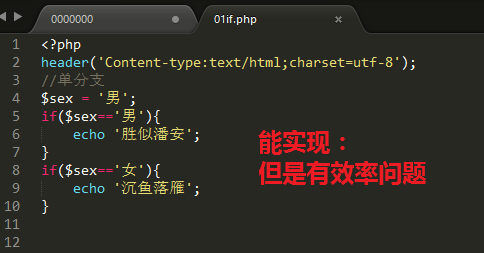 0000000
01if.php
1 <?php
2 header('Content-type:text/html;charset=utf-8');
3 //单分支
4 $sex = '男';
5 if($sex=='男'){
6     echo '胜似潘安';
7 }
8 if($sex=='女'){
9     echo '沉鱼落雁';
10 }
11
12
能实现：
但是有效率问题